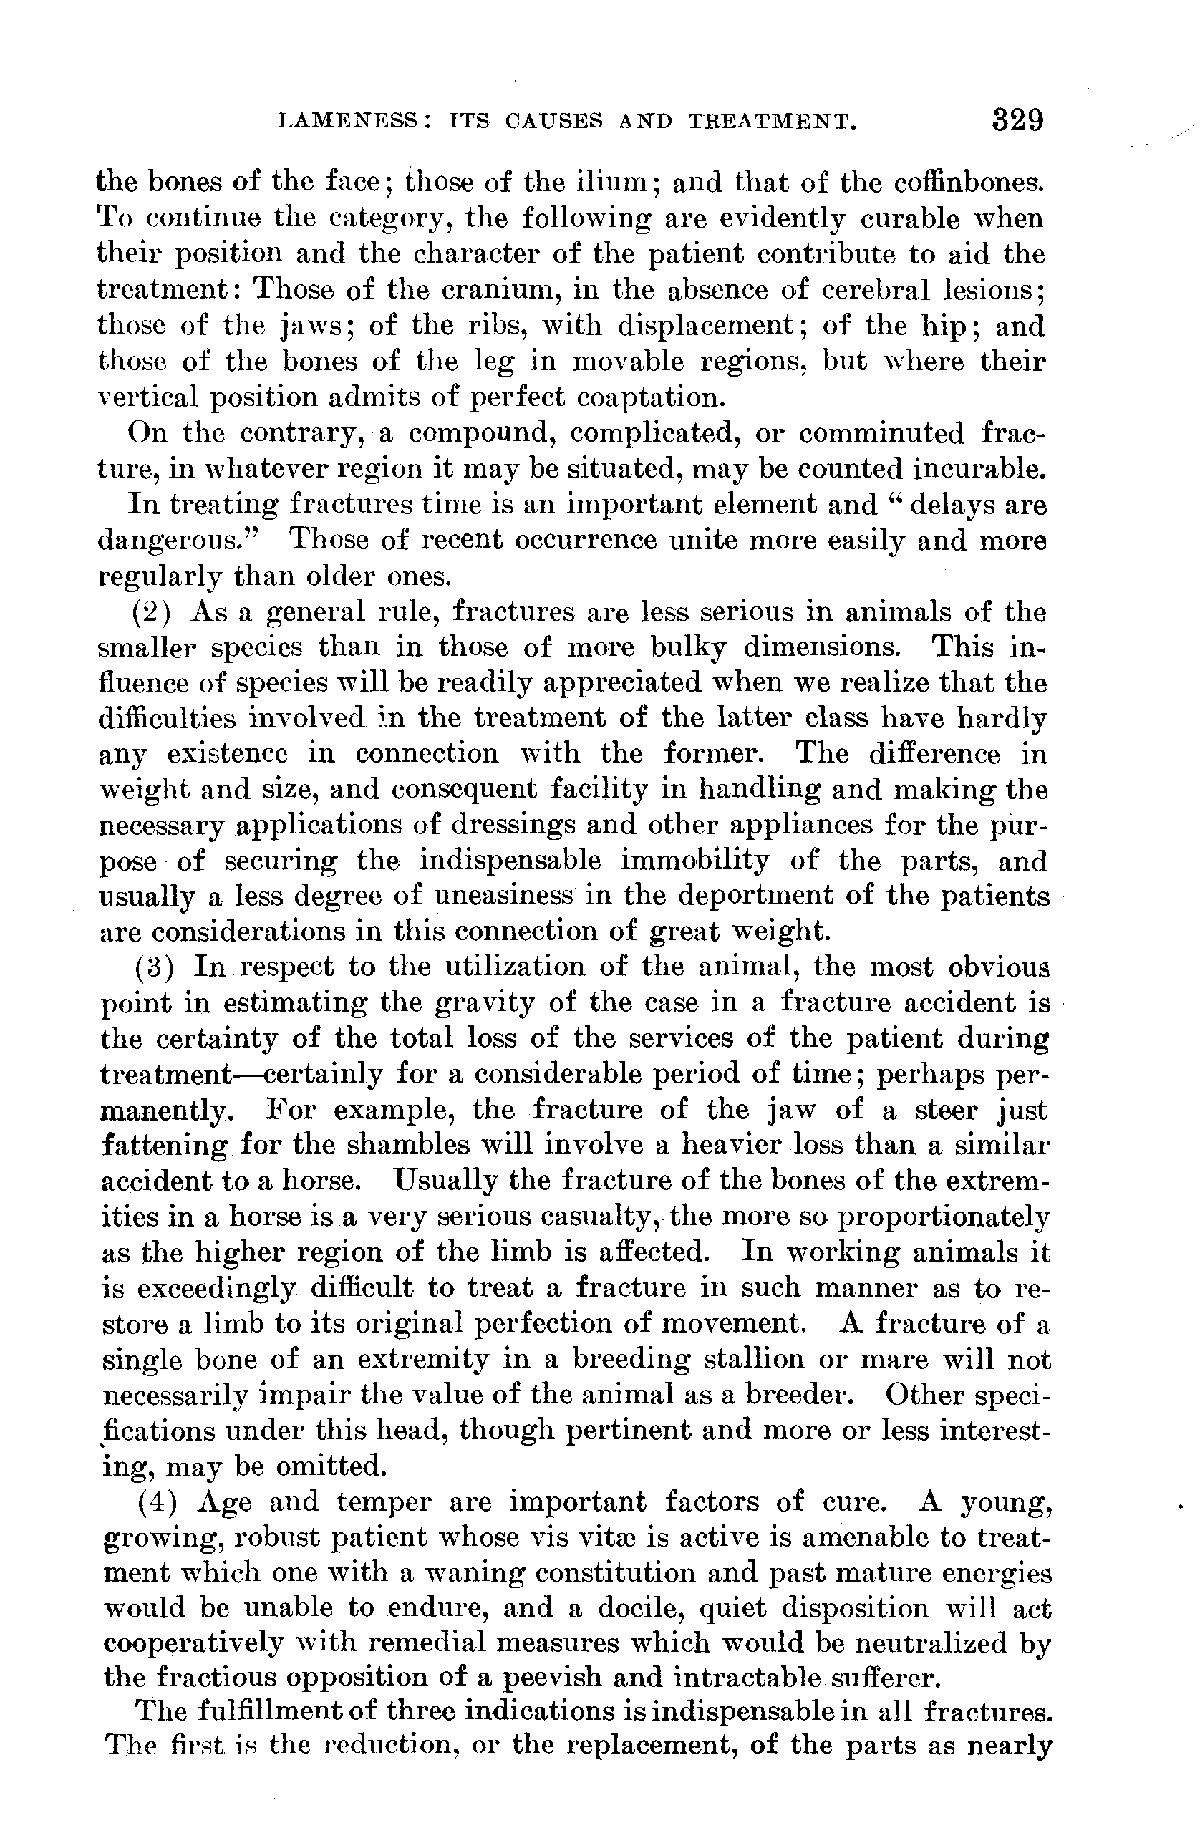 LAMENESS: ITS CAUSES AND TREATMENT. 329
the bones of the face; those of the ilium; and that of the coffinbones.
To continue the category, the following are evidently curable when
their position and the character of the patient contribute to aid the
treatment: Those of the cranium, in the absence of cerebral lesions;
those of the jaws; of the ribs, with displacement; of the hip; and
those of the bones of the leg in movable regions, but where their
vertical position admits of perfect coaptation.
On the contrary, a compound, complicated, or comminuted frac-
ture, in whatever region it may be situated, may be counted incurable.
In treating fractures time is an important element and “ delays are
dangerous.” Those of recent occurrence unite more easily and more
regularly than older ones.
(2) As a general rule, fractures are less serious in animals of the
smaller species than in those of more bulky dimensions. This in-
fluence of species will be readily appreciated when we realize that the
difficulties involved in the treatment of the latter class have hardly
any existence in connection with the former. The difference in
weight and size, and consequent facility in handling and making the
necessary applications of dressings and other appliances for the pur-
pose of securing the indispensable immobility of the parts, and
usually a less degree of uneasiness in the deportment of the patients
are considerations in this connection of great weight.
(3) In respect to the utilization of the animal, the most obvious
point in estimating the gravity of the case in a fracture accident is
the certainty of the total loss of the services of the patient during
treatment—certainly for a considerable period of time; perhaps per-
manently. For example, the fracture of the jaw of a steer just
fattening for the shambles will involve a heavier loss than a similar
accident to a horse. Usually the fracture of the bones of the extrem-
ities in a horse is a very serious casualty, the more so proportionately
as the higher region of the limb is affected. In working animals it
is exceedingly difficult to treat a fracture in such manner as to re-
store a limb to its original perfection of movement. A fracture of a
single bone of an extremity in a breeding stallion or mare will not
necessarily impair the value of the animal as a breeder. Other speci-
fications under this head, though pertinent and more or less interest-
ing, may be omitted.
(4) Age and temper are important factors of cure. A young,
growing, robust patient whose vis vitæ is active is amenable to treat-
ment which one with a waning constitution and past mature energies
would be unable to endure, and a docile, quiet disposition will act
cooperatively with remedial measures which would be neutralized by
the fractious opposition of a peevish and intractable sufferer.
The fulfillment of three indications is indispensable in all fractures.
The first is the reduction, or the replacement, of the parts as nearly